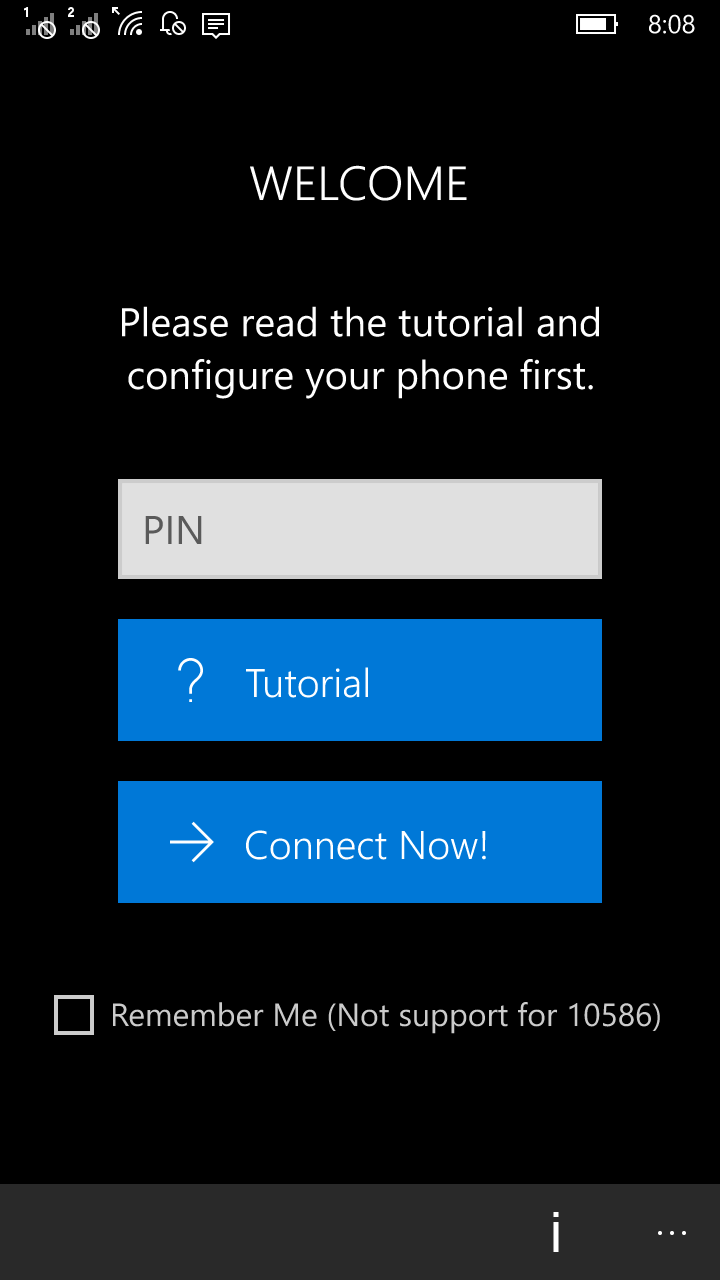 1 2 8:08
WELCOME
Please read the tutorial and
configure your phone first.
PIN
? Tutorial
Connect Now!
Remember Me (Not support for 10586)
i ...